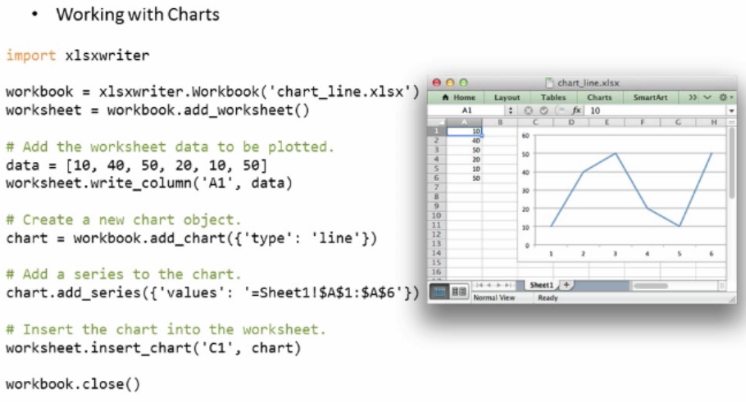 • Working with Charts
import xlsxwriter
workbook = xlsxwriter.Workbook('chart_line.xlsx')
worksheet = workbook.add_worksheet()
# Add the worksheet data to be plotted.
data = [10, 40, 50, 20, 10, 50]
worksheet.write_column('A1', data)
# Create a new chart object.
chart = workbook.add_chart({'type': 'line'})
# Add a series to the chart.
chart.add_series({'values': '=Sheet1!$A$1:$A$6'})
# Insert the chart into the worksheet.
worksheet.insert_chart('C1', chart)
workbook.close()
chart_line.xlsx
Home Layout Tables Charts SmartArt
A1 fx 10
A B C D E F G H
1 10
2 40
3 50
4 20
5 10
6 50
7
8
9
10
11
12
13
14
15
16
60
50
40
30
20
10
0
1 2 3 4 5 6
Sheet1 +
Normal View Ready